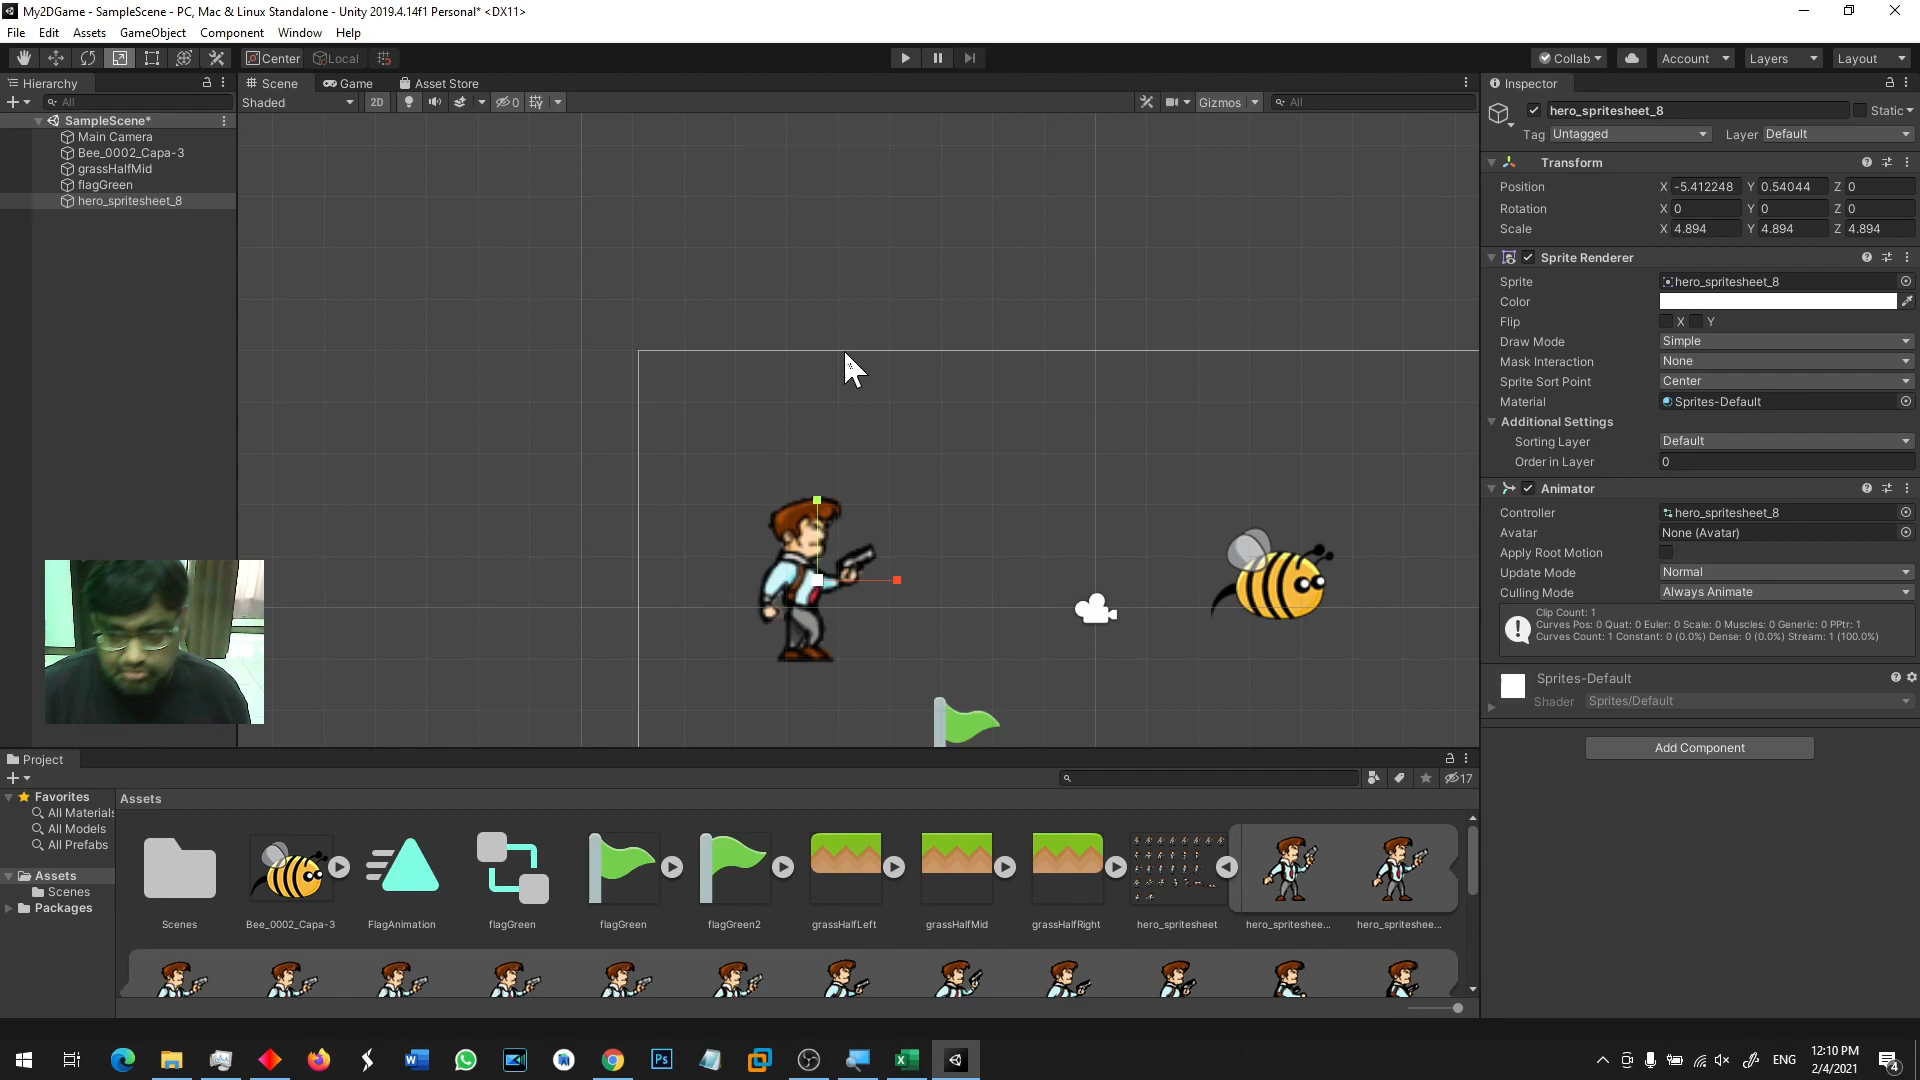 My2DGame - SampleScene - PC, Mac & Linux Standalone - Unity 2019.4.14f1 Personal* <DX11>
File Edit Assets GameObject Component Window Help
Center Local Collab Account Layers Layout
Hierarchy Scene Game Asset Store Inspector
All Shaded 2D 0 Gizmos All
hero_spritesheet_8 Static
Tag Untagged Layer Default
SampleScene*
Main Camera
Bee_0002_Capa-3
grassHalfMid
flagGreen
hero_spritesheet_8
Transform
Position X -5.412248 Y 0.54044 Z 0
Rotation X 0 Y 0 Z 0
Scale X 4.894 Y 4.894 Z 4.894
Sprite Renderer
Sprite hero_spritesheet_8
Color
Flip X Y
Draw Mode Simple
Mask Interaction None
Sprite Sort Point Center
Material Sprites-Default
Additional Settings
Sorting Layer Default
Order in Layer 0
Animator
Controller hero_spritesheet_8
Avatar None (Avatar)
Apply Root Motion
Update Mode Normal
Culling Mode Always Animate
Clip Count: 1
Curves Pos: 0 Quat: 0 Euler: 0 Scale: 0 Muscles: 0 Generic: 0 PPtr: 1
Curves Count: 1 Constant: 0 (0.0%) Dense: 0 (0.0%) Stream: 1 (100.0%)
Sprites-Default
Shader Sprites/Default
Add Component
Project
17
Favorites
All Materials
All Models
All Prefabs
Assets
Scenes
Packages
Assets
Scenes Bee_0002_Capa-3 FlagAnimation flagGreen flagGreen flagGreen2 grassHalfLeft grassHalfMid grassHalfRight hero_spritesheet hero_spriteshee... hero_spriteshee...
ENG
12:10 PM
2/4/2021
4